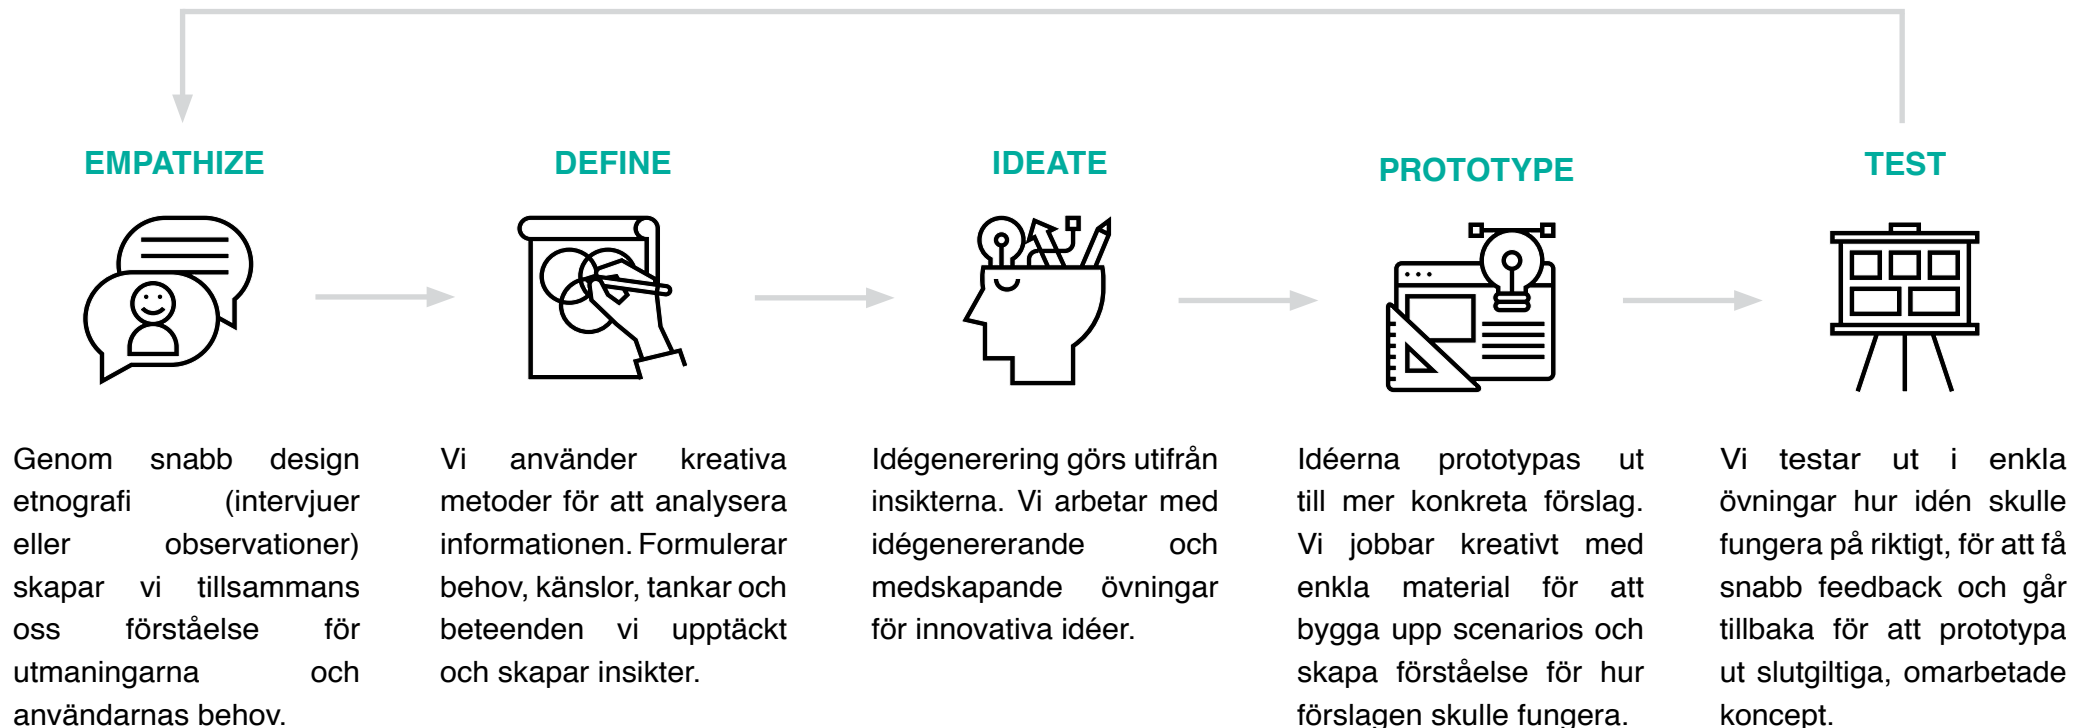 EMPATHIZE
Genom snabb design
etnografi (intervjuer
eller observationer)
skapar vi tillsammans
oss förståelse för
utmaningarna och
användarnas behov.
DEFINE
Vi använder kreativa
metoder för att analysera
informationen. Formulerar
behov, känslor, tankar och
beteenden vi upptäckt
och skapar insikter.
IDEATE
Idégenerering görs utifrån
insikterna. Vi arbetar med
idégenererande och
medskapande övningar
för innovativa idéer.
PROTOTYPE
Idéerna prototypas ut
till mer konkreta förslag.
Vi jobbar kreativt med
enkla material för att
bygga upp scenarios och
skapa förståelse för hur
förslagen skulle fungera.
TEST
Vi testar ut i enkla
övningar hur idén skulle
fungera på riktigt, för att få
snabb feedback och går
tillbaka för att prototypa
ut slutgiltiga, omarbetade
koncept.